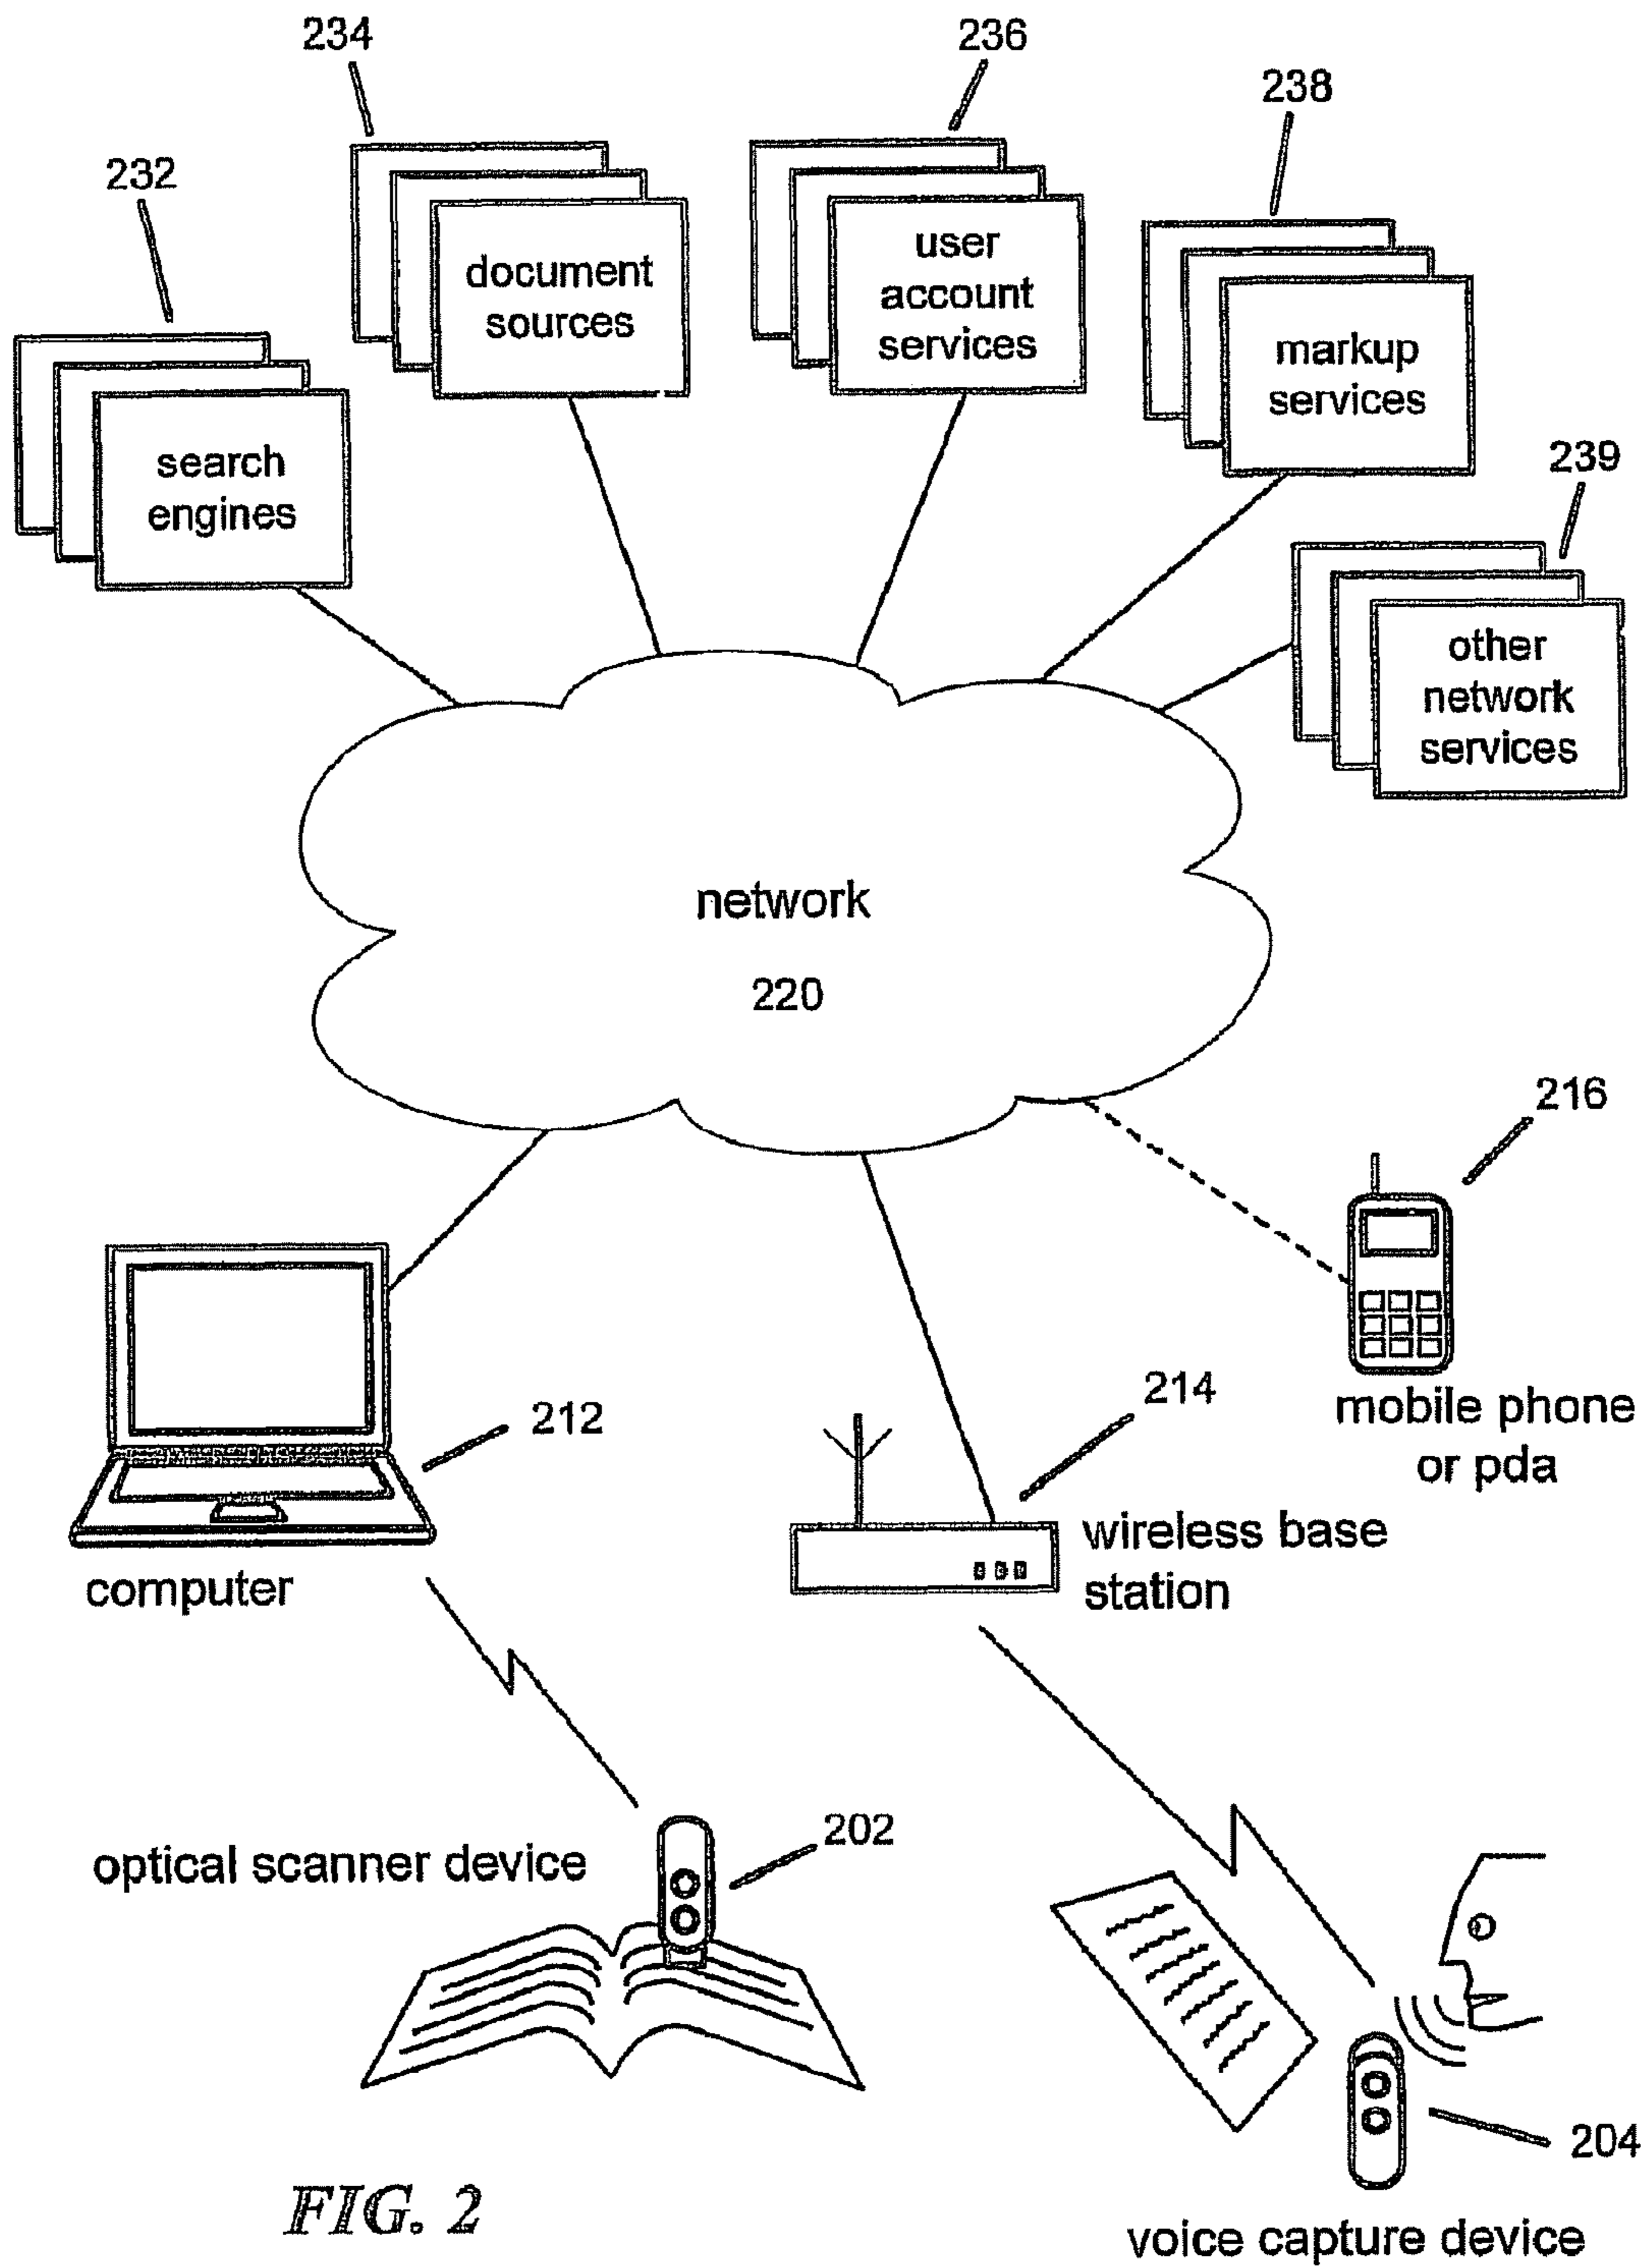 234
236
238
232
document
sources
user
account
services
markup
services
239
search
engines
other
network
services
network
220
216
mobile phone
or pda
214
212
wireless base
station
computer
202
optical scanner device
204
FIG. 2
voice capture device